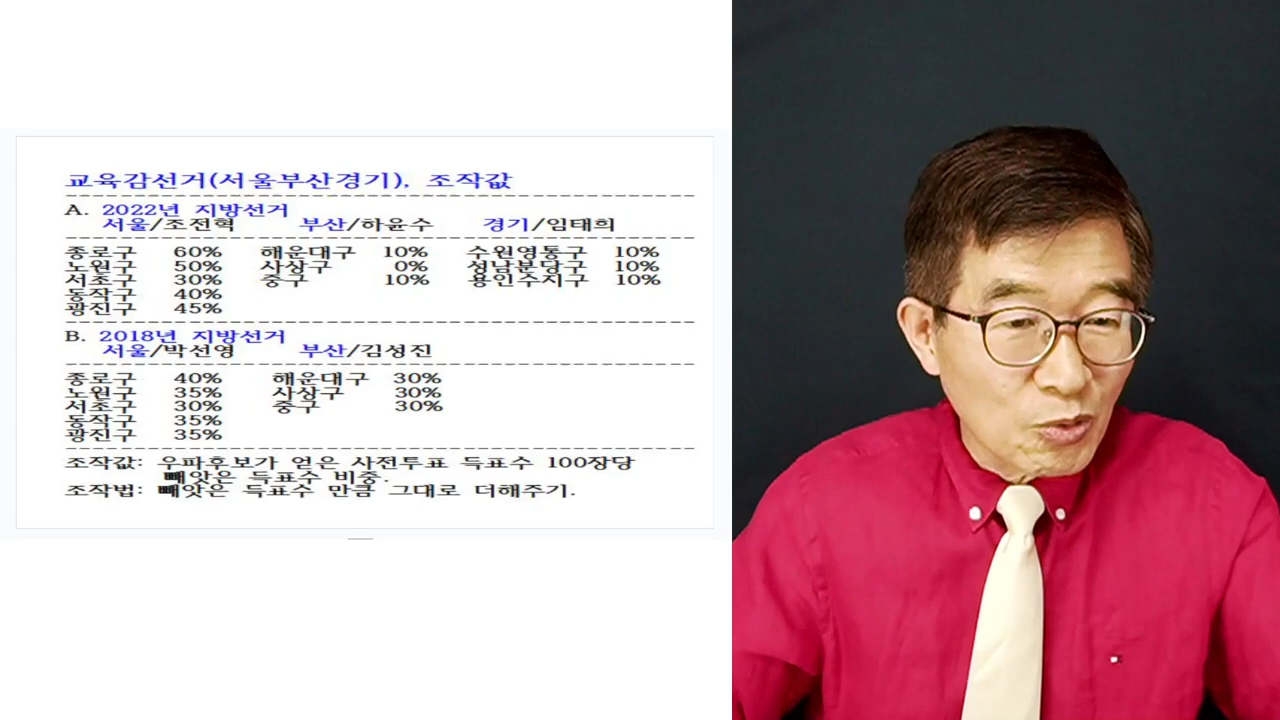 교육감선거(서울부산경기), 조작값
A. 2022년 지방선거
서울/조전혁 부산/하윤수 경기/임태희
종로구 60% 해운대구 10% 수원영통구 10%
노원구 50% 사상구 0% 성남분당구 10%
서초구 30% 중구 10% 용인수지구 10%
동작구 40%
광진구 45%
B. 2018년 지방선거
서울/박선영 부산/김성진
종로구 40% 해운대구 30%
노원구 35% 사상구 30%
서초구 30% 중구 30%
동작구 35%
광진구 35%
조작값: 우파후보가 얻은 사전투표 득표수 100장당
빼앗은 득표수 비중.
조작법: 빼앗은 득표수 만큼 그대로 더해주기.